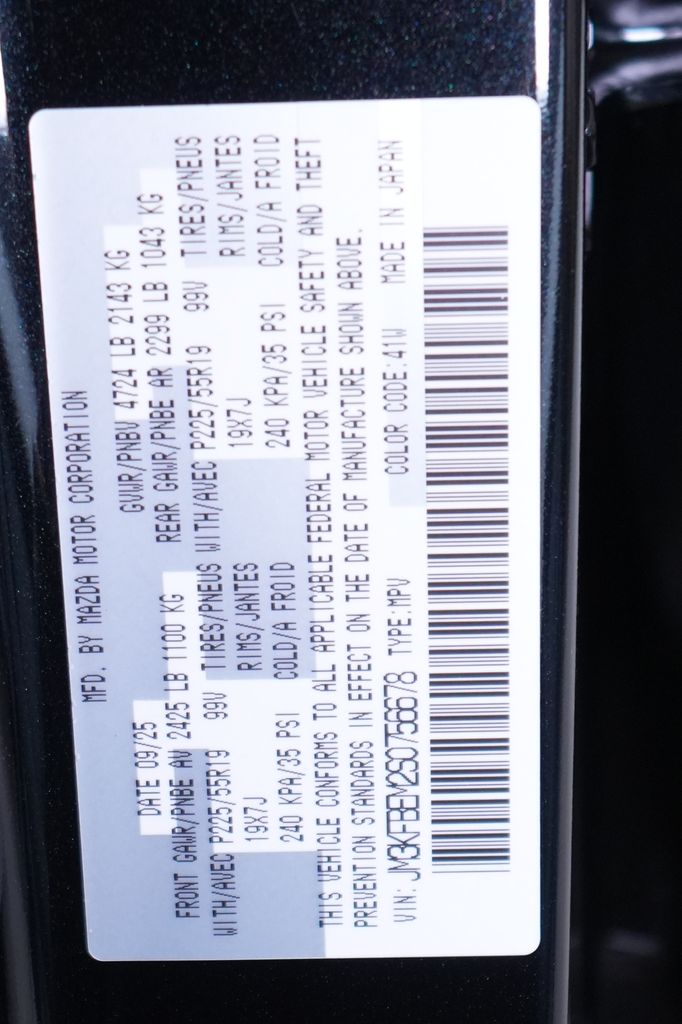 MFD. BY MAZDA MOTOR CORPORATION
DATE 09/25 GVWR/PNBV 4724 LB 2143 KG
FRONT GAWR/PNBE AV 2425 LB 1100 KG REAR GAWR/PNBE AR 2299 LB 1043 KG
WITH/AVEC P225/55R19 99V TIRES/PNEUS WITH/AVEC P225/55R19 99V TIRES/PNEUS
19X7J RIMS/JANTES 19X7J RIMS/JANTES
240 KPA/35 PSI COLD/A FROID 240 KPA/35 PSI COLD/A FROID
THIS VEHICLE CONFORMS TO ALL APPLICABLE FEDERAL MOTOR VEHICLE SAFETY AND THEFT
PREVENTION STANDARDS IN EFFECT ON THE DATE OF MANUFACTURE SHOWN ABOVE.
VIN: JM3KFBEM2S0756678 TYPE:MPV COLOR CODE:41W MADE IN JAPAN